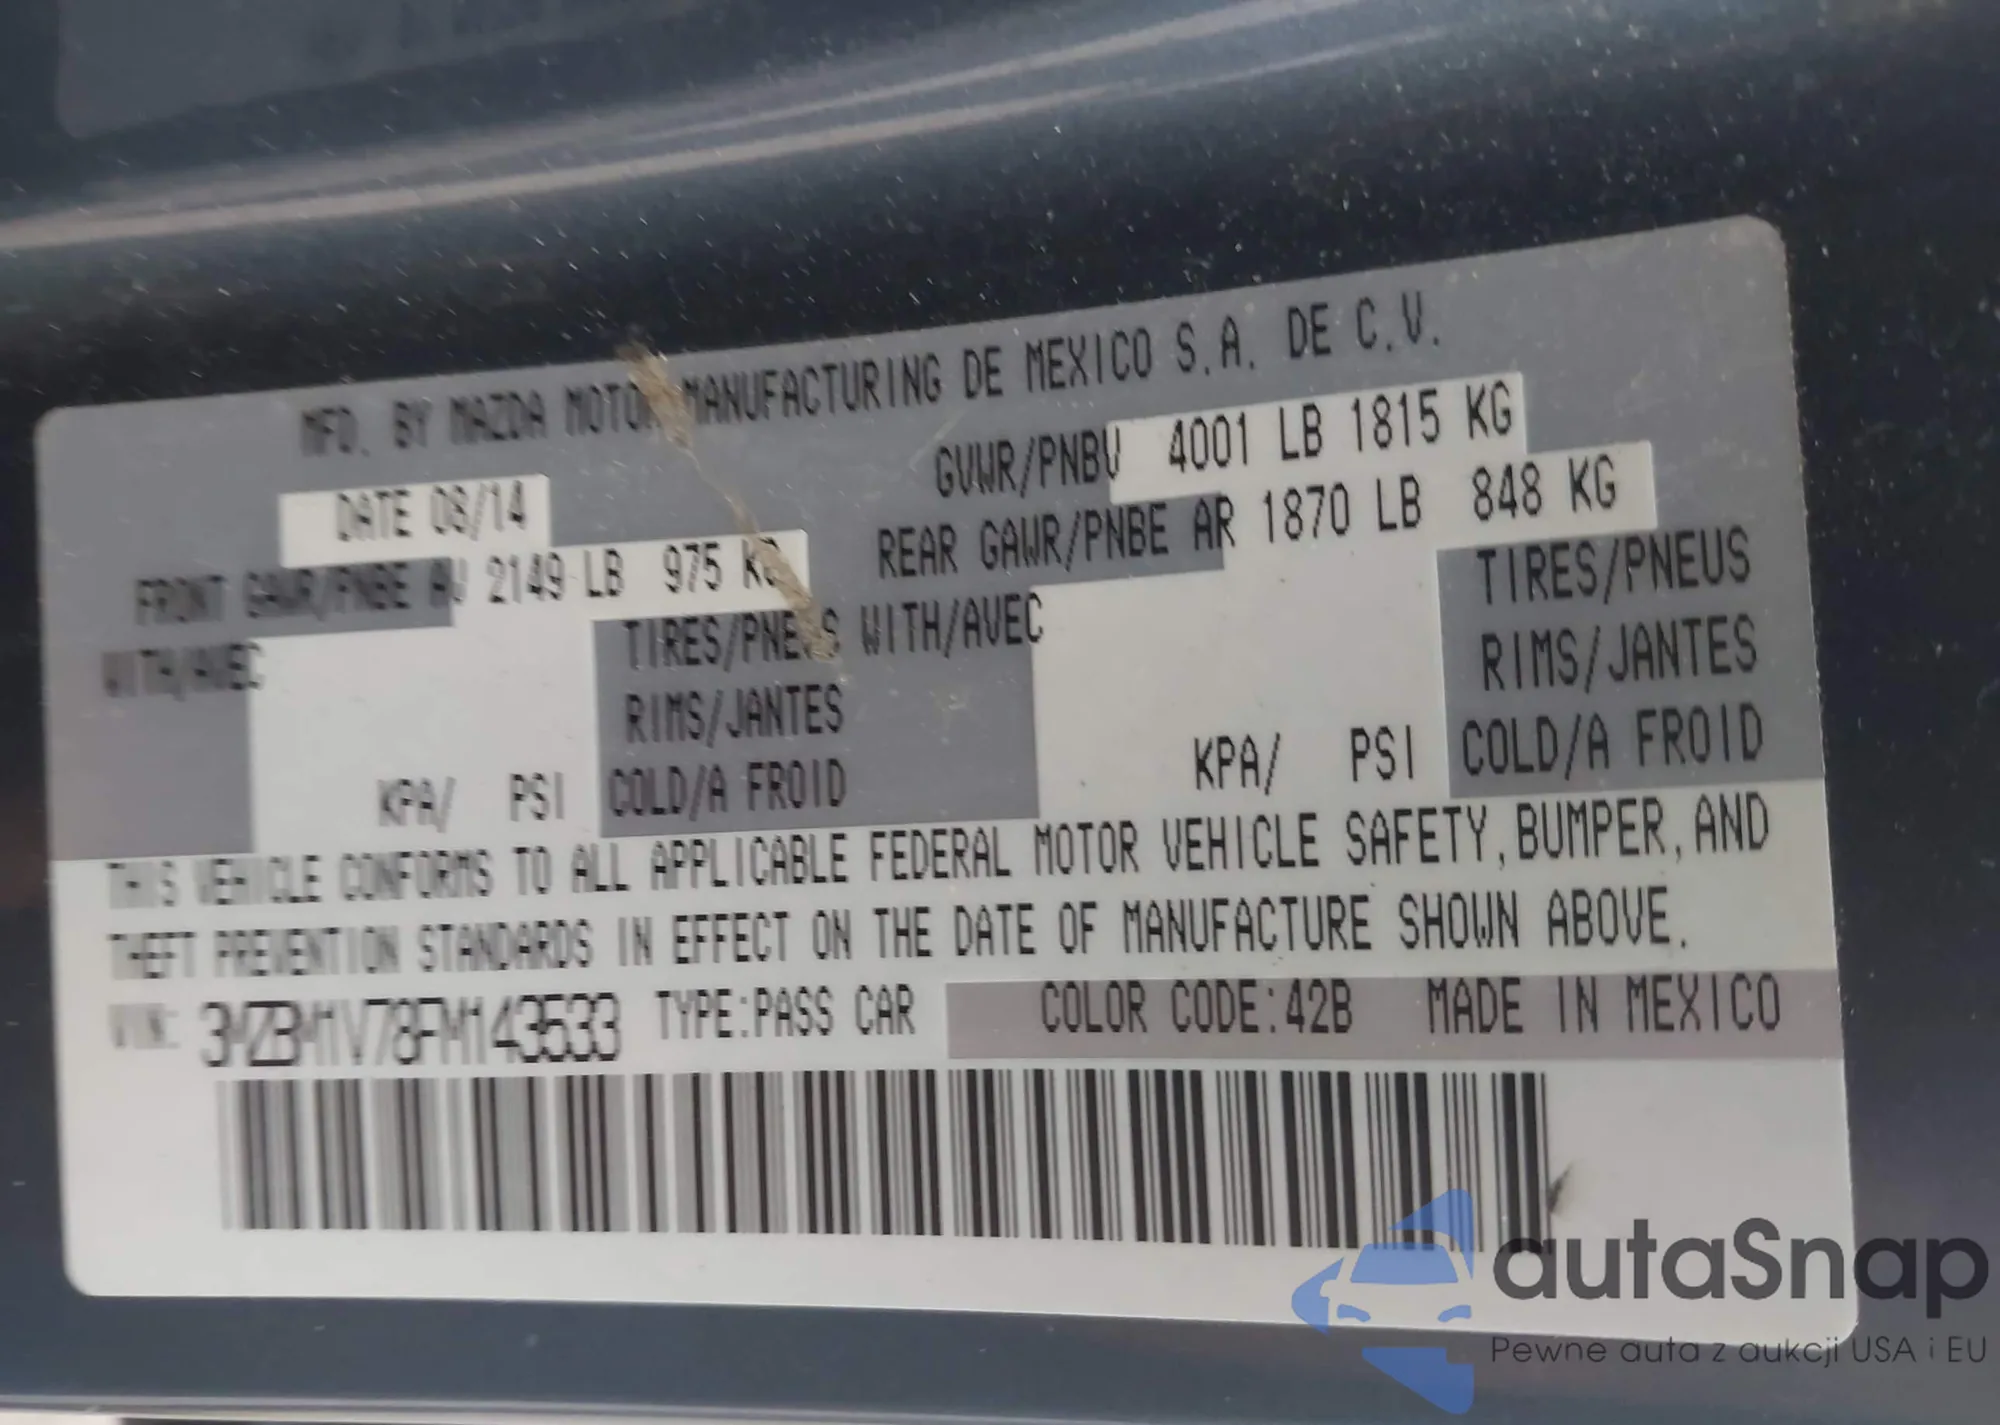 MFD. BY MAZDA MOTOR MANUFACTURING DE MEXICO S.A. DE C.V.
DATE 08/14 GVWR/PNBV 4001 LB 1815 KG
FRONT GAWR/PNBE AV 2149 LB 975 KG REAR GAWR/PNBE AR 1870 LB 848 KG
WITH/AVEC TIRES/PNEUS WITH/AVEC TIRES/PNEUS
RIMS/JANTES RIMS/JANTES
KPA/ PSI COLD/A FROID KPA/ PSI COLD/A FROID
THIS VEHICLE CONFORMS TO ALL APPLICABLE FEDERAL MOTOR VEHICLE SAFETY, BUMPER, AND
THEFT PREVENTION STANDARDS IN EFFECT ON THE DATE OF MANUFACTURE SHOWN ABOVE.
VIN: 3MZBM1V78FM143533 TYPE:PASS CAR COLOR CODE:42B MADE IN MEXICO
autaSnap
Pewne auta z aukcji USA i EU